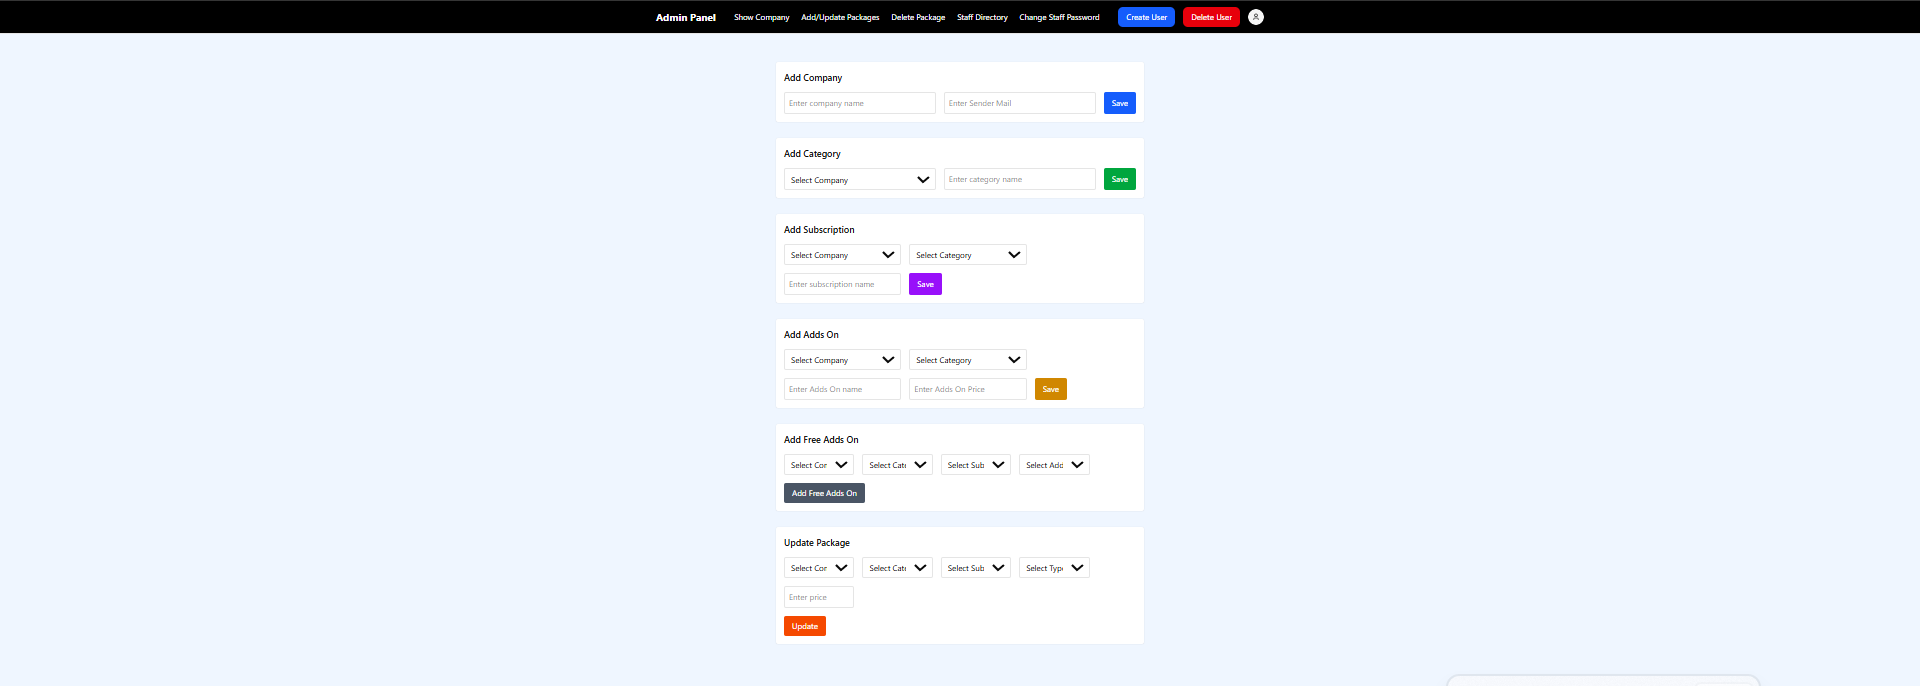 Admin Panel Show Company Add/Update Packages Delete Package Staff Directory Change Staff Password Create User Delete User
Add Company
Enter company name Enter Sender Mail Save
Add Category
Select Company Enter category name Save
Add Subscription
Select Company Select Category
Enter subscription name Save
Add Adds On
Select Company Select Category
Enter Adds On name Enter Adds On Price Save
Add Free Adds On
Select Cor Select Cat Select Sub Select Add
Add Free Adds On
Update Package
Select Cor Select Cat Select Sub Select Typ
Enter price
Update